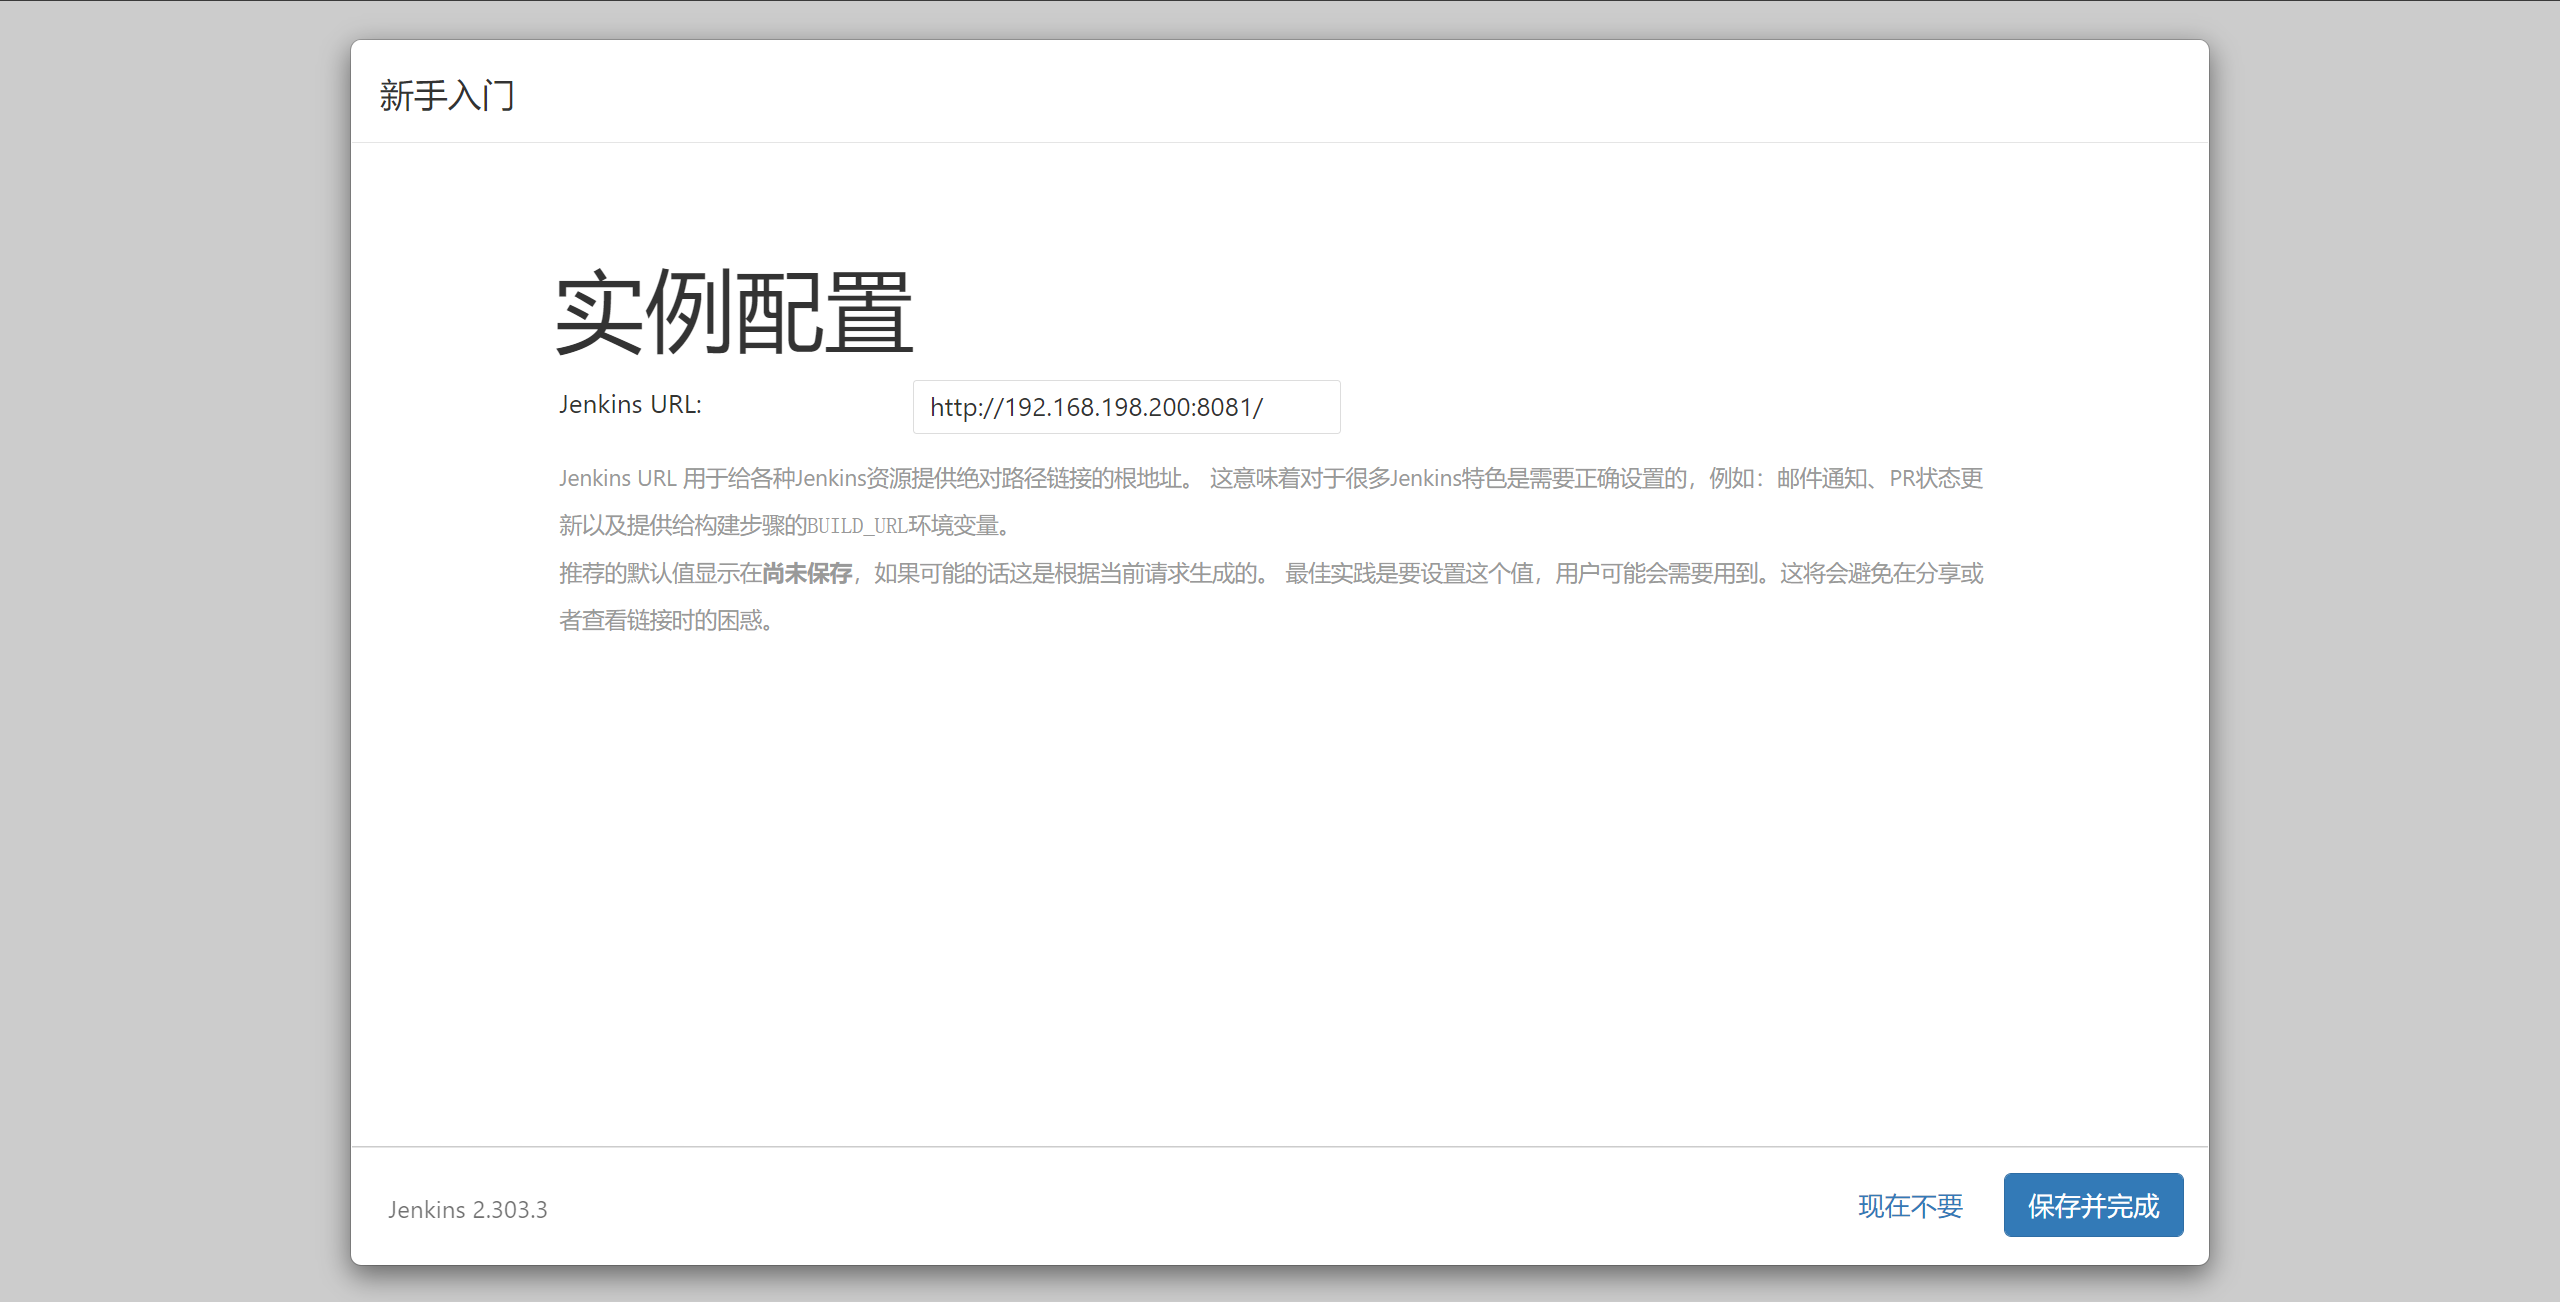 新手入门
实例配置
Jenkins URL:
http://192.168.198.200:8081/
Jenkins URL 用于给各种Jenkins资源提供绝对路径链接的根地址。 这意味着对于很多Jenkins特色是需要正确设置的，例如：邮件通知、PR状态更
新以及提供给构建步骤的BUILD_URL环境变量。
推荐的默认值显示在尚未保存，如果可能的话这是根据当前请求生成的。 最佳实践是要设置这个值，用户可能会需要用到。这将会避免在分享或
者查看链接时的困惑。
Jenkins 2.303.3
现在不要
保存并完成